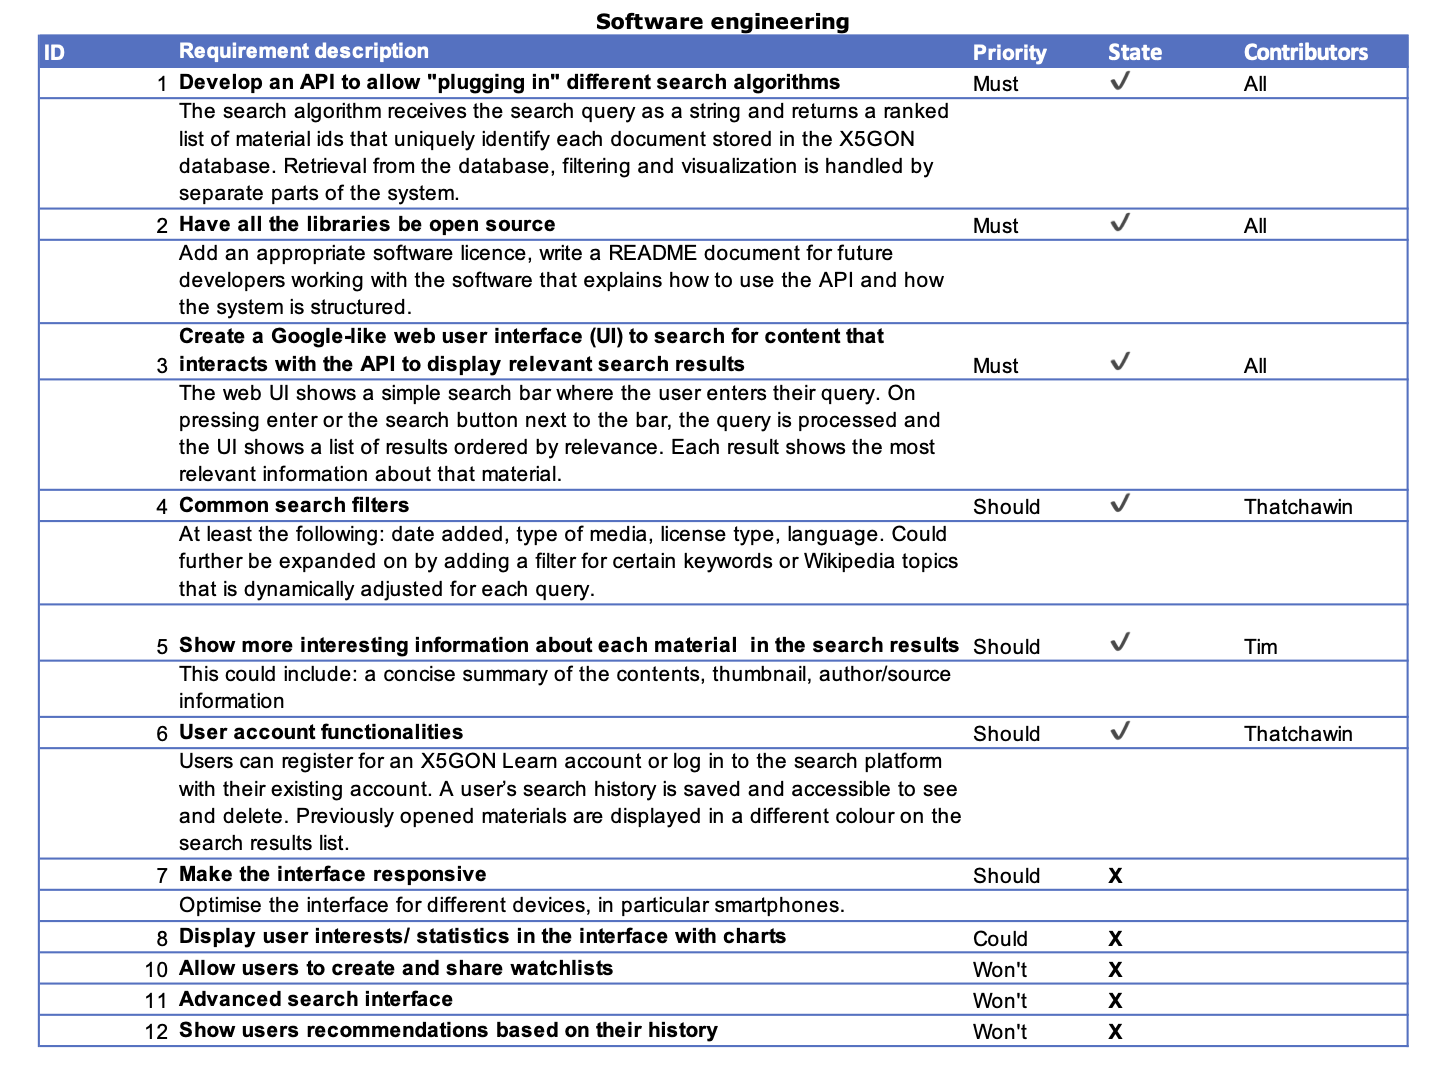 Software engineering
ID Requirement description Priority State Contributors
1 Develop an API to allow "plugging in" different search algorithms Must ✓ All
The search algorithm receives the search query as a string and returns a ranked
list of material ids that uniquely identify each document stored in the X5GON
database. Retrieval from the database, filtering and visualization is handled by
separate parts of the system.
2 Have all the libraries be open source Must ✓ All
Add an appropriate software licence, write a README document for future
developers working with the software that explains how to use the API and how
the system is structured.
Create a Google-like web user interface (UI) to search for content that
3 interacts with the API to display relevant search results Must ✓ All
The web UI shows a simple search bar where the user enters their query. On
pressing enter or the search button next to the bar, the query is processed and
the UI shows a list of results ordered by relevance. Each result shows the most
relevant information about that material.
4 Common search filters Should ✓ Thatchawin
At least the following: date added, type of media, license type, language. Could
further be expanded on by adding a filter for certain keywords or Wikipedia topics
that is dynamically adjusted for each query.
5 Show more interesting information about each material  in the search results Should ✓ Tim
This could include: a concise summary of the contents, thumbnail, author/source
information
6 User account functionalities Should ✓ Thatchawin
Users can register for an X5GON Learn account or log in to the search platform
with their existing account. A user’s search history is saved and accessible to see
and delete. Previously opened materials are displayed in a different colour on the
search results list.
7 Make the interface responsive Should X
Optimise the interface for different devices, in particular smartphones.
8 Display user interests/ statistics in the interface with charts Could X
10 Allow users to create and share watchlists Won't X
11 Advanced search interface Won't X
12 Show users recommendations based on their history Won't X